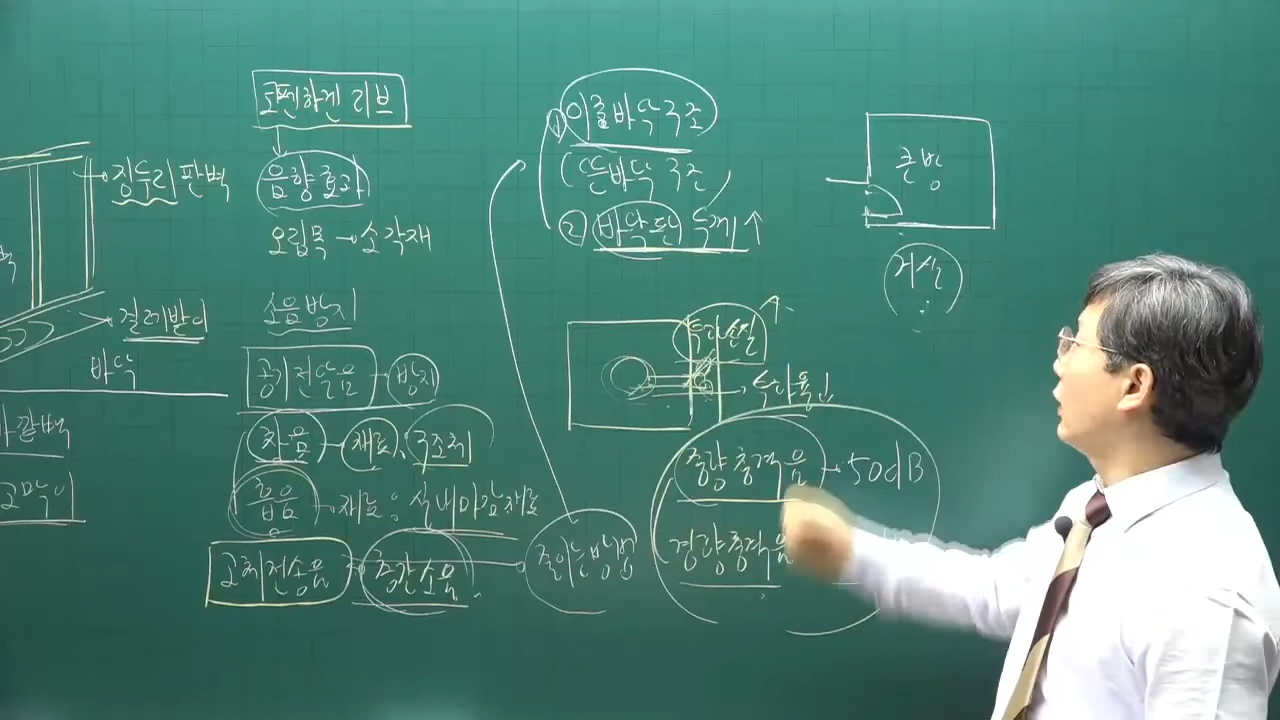 징두리 판벽
벽
걸레받이
바닥
고막이
코펜하겐 리브
음향효과
오림목→소각재
소음방지
공기전달음 방지
차음 재료, 구조체
흡음 재료: 실내마감재료
고체전송음 층간소음
줄이는방법
① 이중바닥구조
(뜬바닥 구조
② 바닥판 두께↑
투과손실↑
중량충격음→50dB
경량충격음
큰방
거실